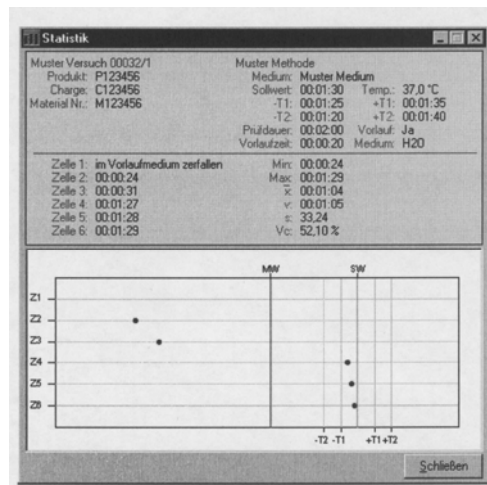 Statistik
Muster Versuch 00032/1 Muster Methode
Produkt: P123456 Medium: Muster Medium
Charge: C123456 Sollwert: 00:01:30 Temp.: 37,0 °C
Material Nr.: M123456 -T1: 00:01:25 +T1: 00:01:35
-T2: 00:01:20 +T2: 00:01:40
Prüfdauer: 00:02:00 Vorlauf: Ja
Vorlaufzeit: 00:00:20 Medium: H2O
Zelle 1: im Vorlaufmedium zerfallen Min: 00:00:24
Zelle 2: 00:00:24 Max: 00:01:29
Zelle 3: 00:00:31 x̄: 00:01:04
Zelle 4: 00:01:27 v: 00:01:05
Zelle 5: 00:01:28 s: 33,24
Zelle 6: 00:01:29 Vc: 52,10 %
MW SW
Z1
Z2
Z3
Z4
Z5
Z6
-T2 -T1 +T1 +T2
Schließen